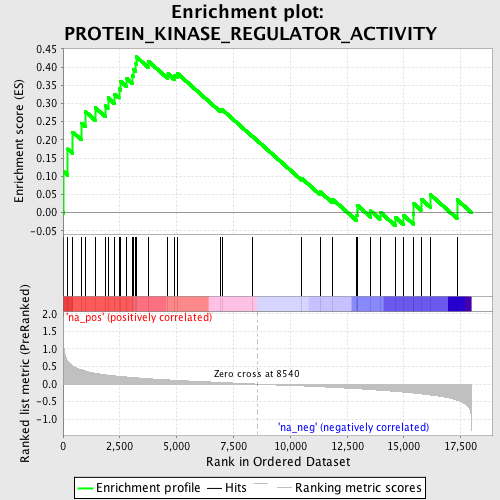 Enrichment plot:
PROTEIN_KINASE_REGULATOR_ACTIVITY
Enrichment score (ES)
0.45
0.40
0.35
0.30
0.25
0.20
0.15
0.10
0.05
0.00
-0.05
'na_pos' (positively correlated)
Ranked list metric (PreRanked)
2.0
1.5
1.0
0.5
0.0
-0.5
-1.0
Zero cross at 8540
'na_neg' (negatively correlated)
0
2,500
5,000
7,500
10,000
12,500
15,000
17,500
Rank in Ordered Dataset
Enrichment profile
Hits
Ranking metric scores